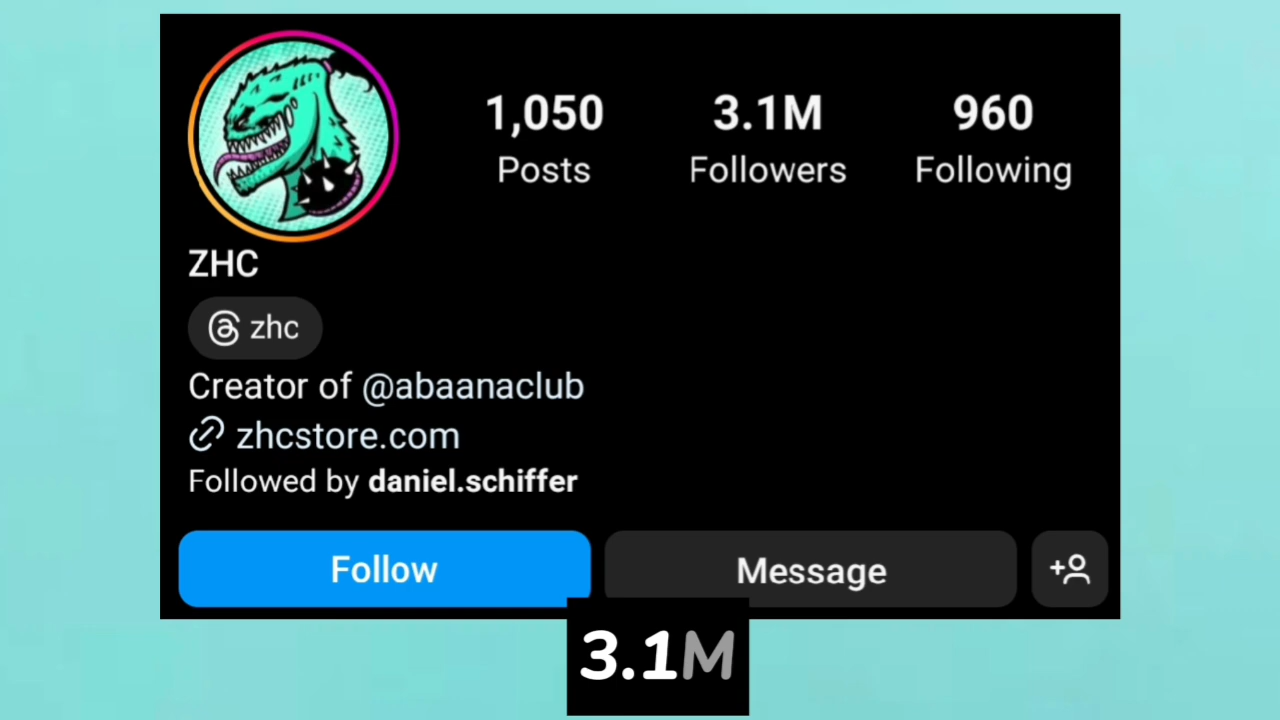 1,050 3.1M 960
Posts Followers Following
ZHC
zhc
Creator of @abaanaclub
zhcstore.com
Followed by daniel.schiffer
Follow Message
3.1M